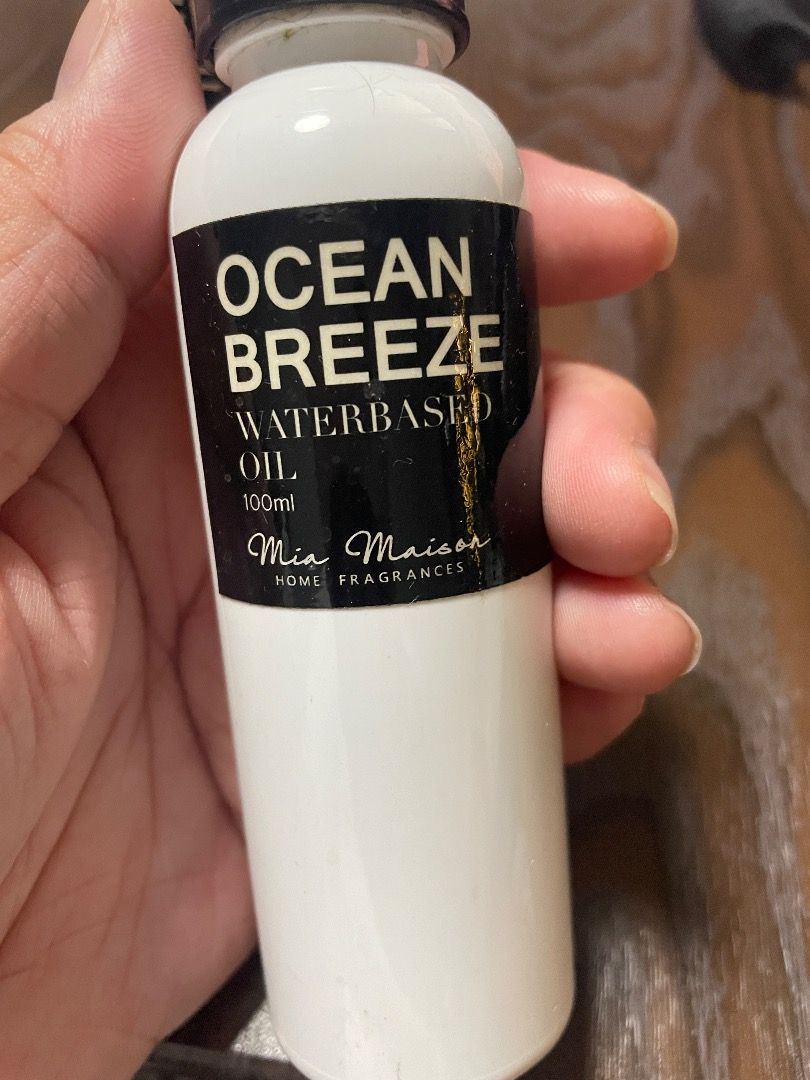 OCEAN
BREEZE
WATERBASED
OIL
100ml
Mia Maison
HOME FRAGRANCES